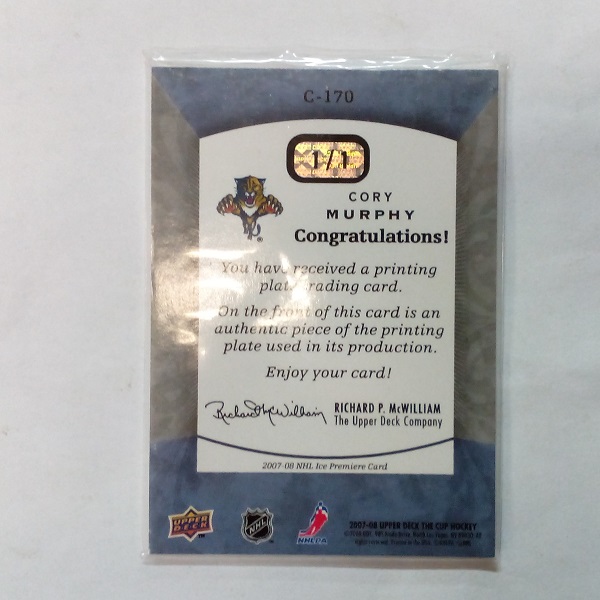 C-170
1/1
CORY
MURPHY
Congratulations!
You have received a printing
plate trading card.
On the front of this card is an
authentic piece of the printing
plate used in its production.
Enjoy your card!
Richard P. McWilliam
RICHARD P. McWILLIAM
The Upper Deck Company
2007-08 NHL Ice Premiere Card
UPPER DECK
NHL
NHLPA
2007-08 UPPER DECK THE CUP HOCKEY